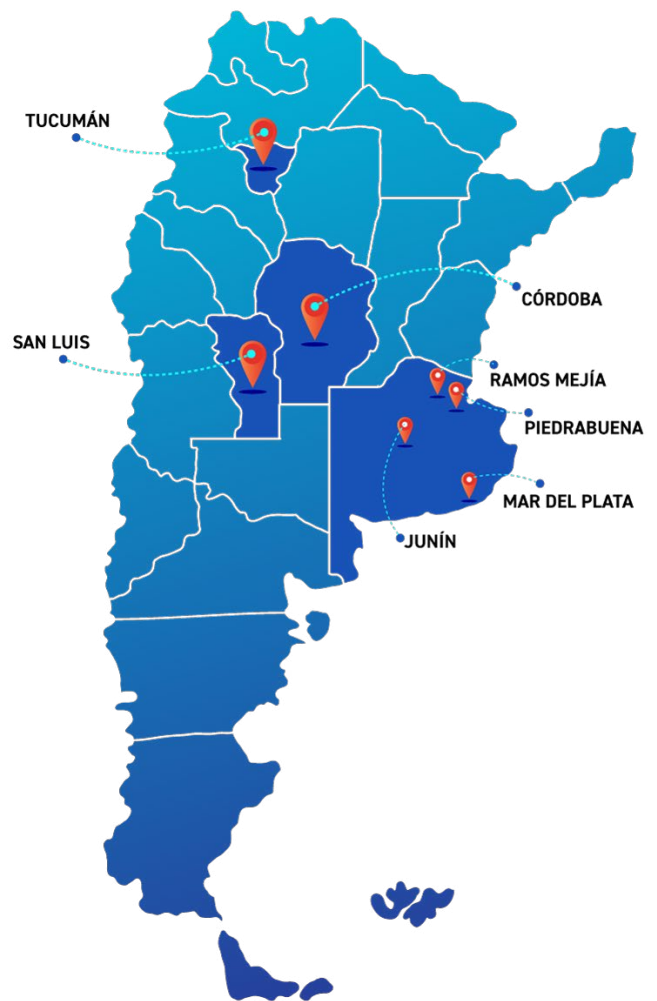 TUCUMÁN
CÓRDOBA
SAN LUIS
RAMOS MEJÍA
PIEDRABUENA
MAR DEL PLATA
JUNÍN